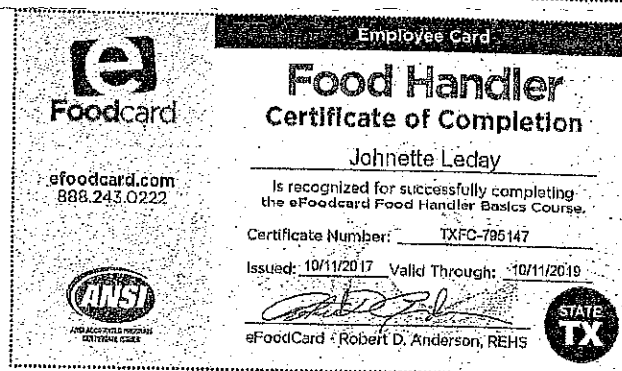 Employee Card
e
Foodcard
efoodcard.com
888.243.0222
ANSI
Food Handler
Certificate of Completion
Johnette Leday
Is recognized for successfully completing
the eFoodcard Food Handler Basics Course.
Certificate Number: TXFC-795147
Issued: 10/11/2017 Valid Through: 10/11/2019
eFoodCard - Robert D. Anderson, REHS
STATE
TX